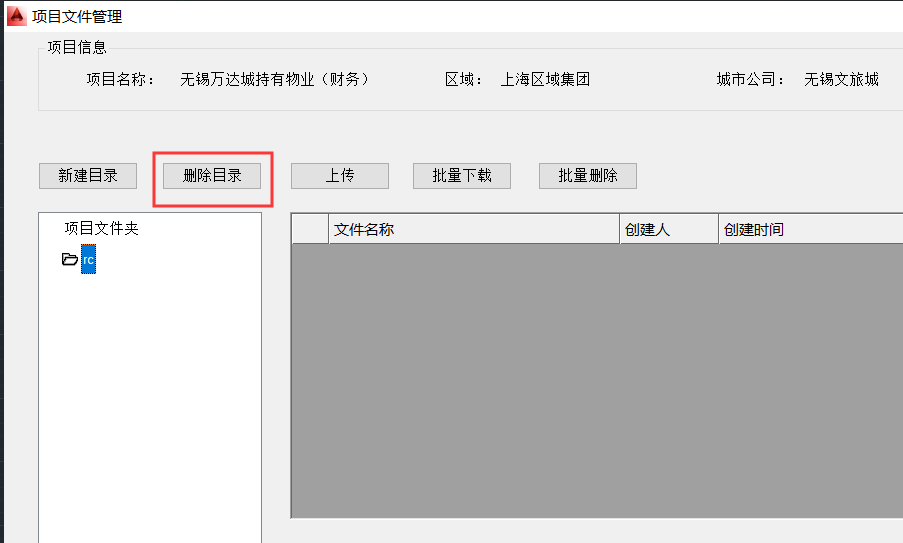 项目文件管理
项目信息
项目名称： 无锡万达城持有物业（财务） 区域： 上海区域集团 城市公司： 无锡文旅城
新建目录 删除目录 上传 批量下载 批量删除
项目文件夹
rc
文件名称 创建人 创建时间